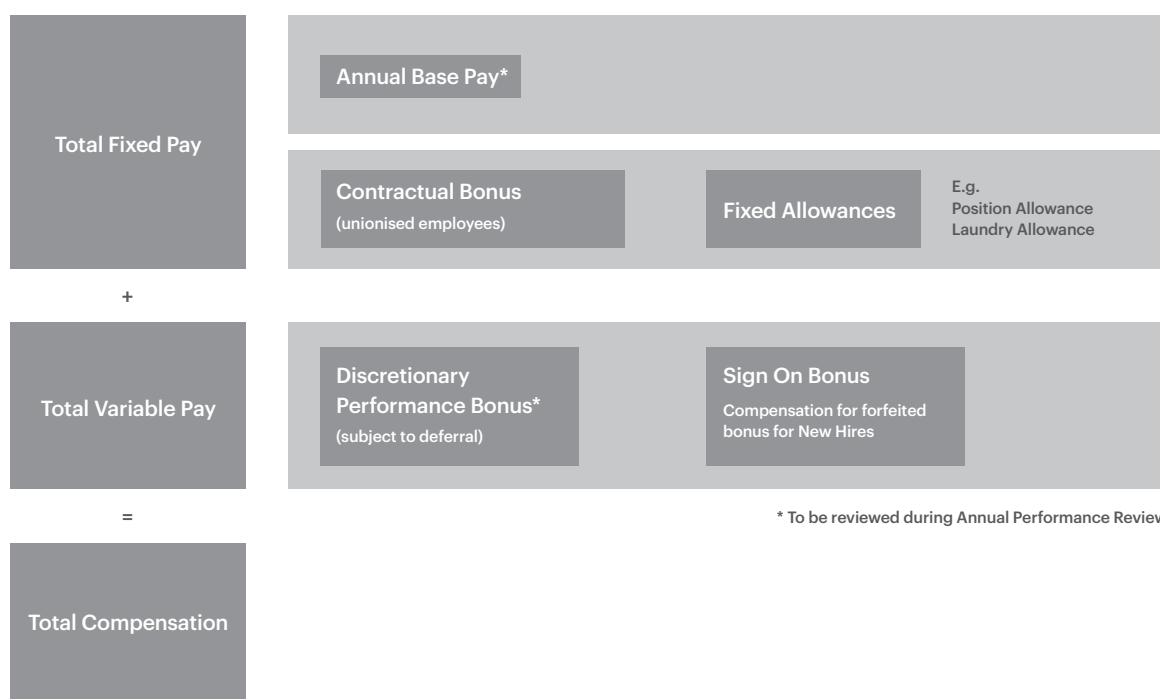 Total Fixed Pay
Annual Base Pay*
Contractual Bonus
(unionised employees)
Fixed Allowances
E.g.
Position Allowance
Laundry Allowance
+
Total Variable Pay
Discretionary
Performance Bonus*
(subject to deferral)
Sign On Bonus
Compensation for forfeited
bonus for New Hires
=
* To be reviewed during Annual Performance Review
Total Compensation